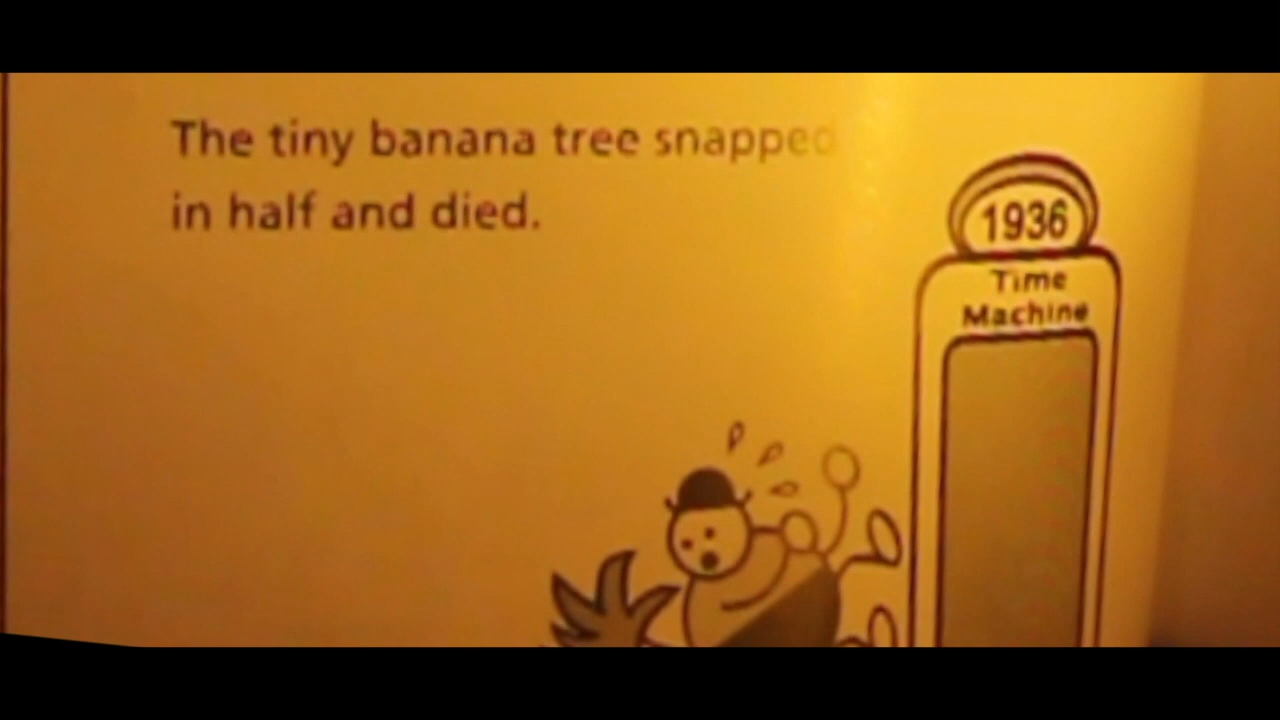 The tiny banana tree snapped
in half and died.
1936
Time
Machine